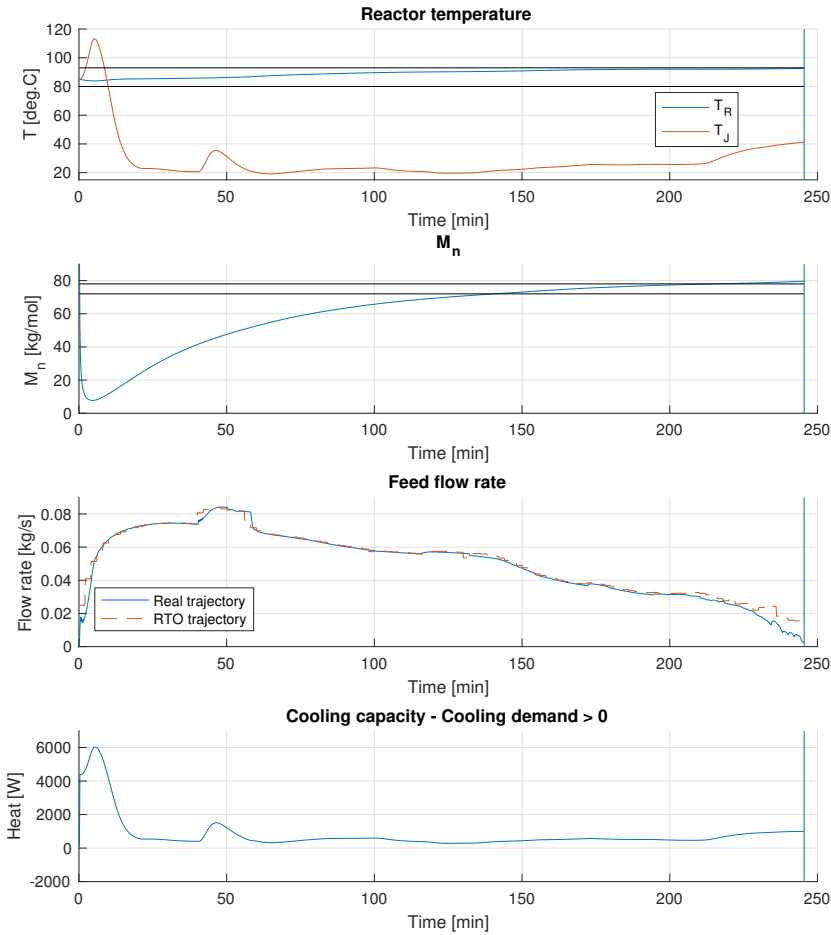 Reactor temperature
T [deg.C]
120
100
80
60
40
20
T_R
T_J
0
50
100
150
200
250
Time [min]
M_n
M_n [kg/mol]
80
60
40
20
0
0
50
100
150
200
250
Time [min]
Feed flow rate
Flow rate [kg/s]
0.08
0.06
0.04
0.02
0
Real trajectory
RTO trajectory
0
50
100
150
200
250
Time [min]
Cooling capacity - Cooling demand > 0
Heat [W]
6000
4000
2000
0
-2000
0
50
100
150
200
250
Time [min]